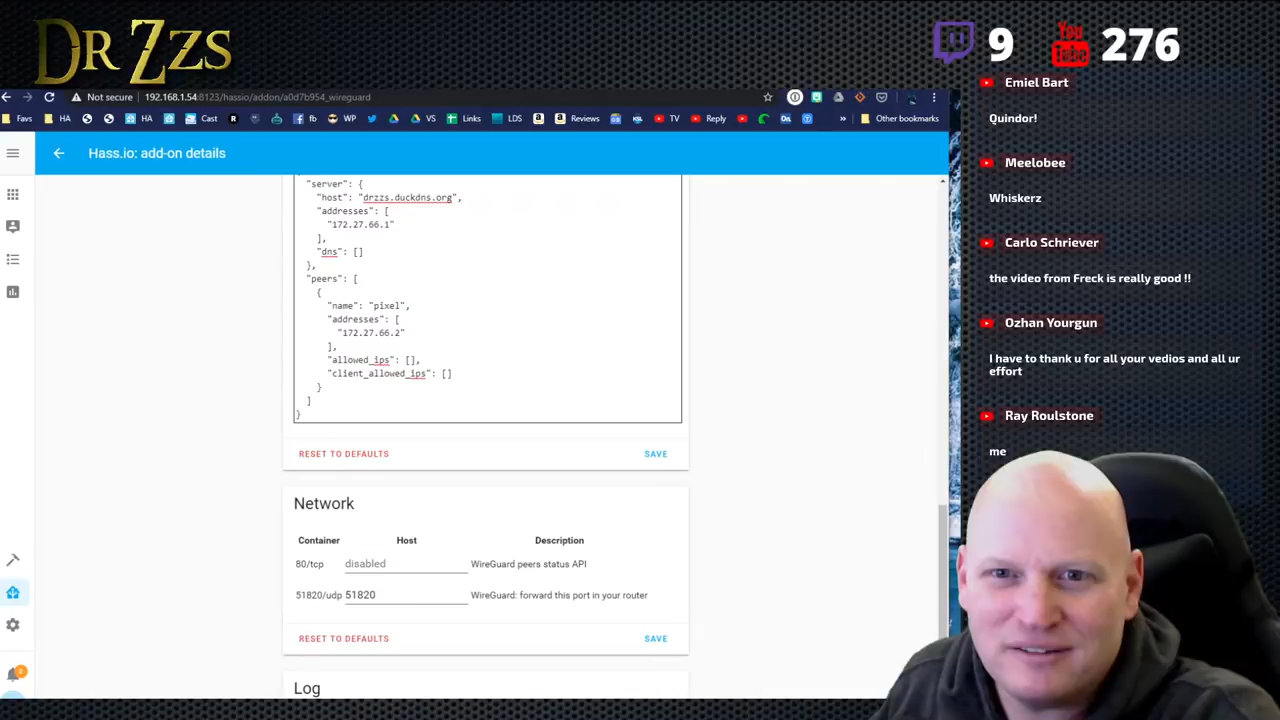 DR ZZS
9
You
Tube
276
Not secure
192.168.1.54:8123/hassio/addon/a0d7b954_wireguard
Favs
HA
HA
Cast
R
fb
WP
VS
Links
LDS
Reviews
KSL
TV
Reply
»
Other bookmarks
Hass.io: add-on details
"server": {
"host": "drzzs.duckdns.org",
"addresses": [
"172.27.66.1"
],
"dns": []
},
"peers": [
{
"name": "pixel",
"addresses": [
"172.27.66.2"
],
"allowed_ips": [],
"client_allowed_ips": []
}
]
}
RESET TO DEFAULTS
SAVE
Network
Container
Host
Description
80/tcp
disabled
WireGuard peers status API
51820/udp
51820
WireGuard: forward this port in your router
RESET TO DEFAULTS
SAVE
Log
Emiel Bart
Quindor!
Meelobee
Whiskerz
Carlo Schriever
the video from Freck is really good !!
Ozhan Yourgun
I have to thank u for all your vedios and all ur
effort
Ray Roulstone
me